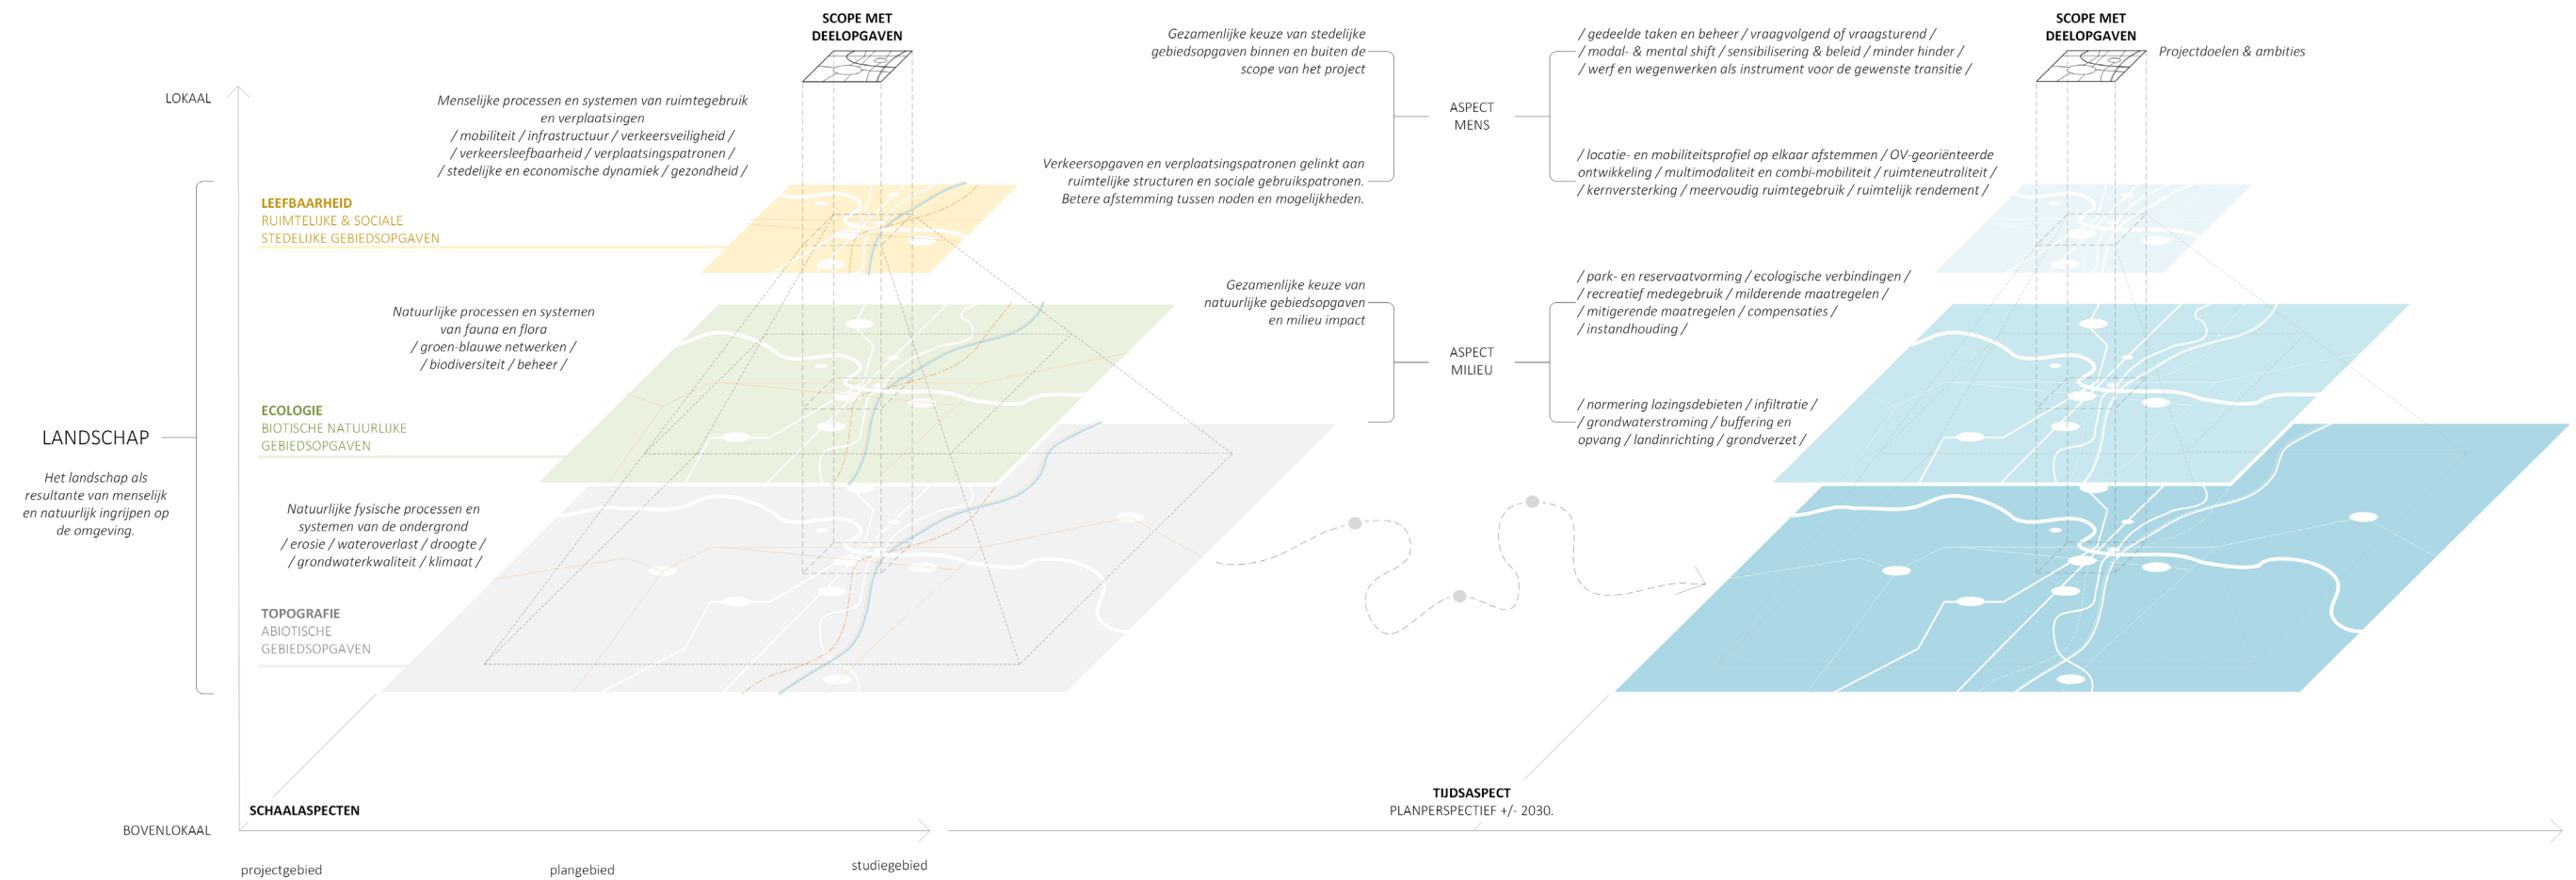 SCOPE MET
DEELOPGAVEN
LOKAAL
Menselijke processen en systemen van ruimtegebruik
en verplaatsingen
/ mobiliteit / infrastructuur / verkeersveiligheid /
/ verkeersleefbaarheid / verplaatsingspatronen /
/ stedelijke en economische dynamiek / gezondheid /
LEEFBAARHEID
RUIMTELIJKE & SOCIALE
STEDELIJKE GEBIEDSOPGAVEN
Natuurlijke processen en systemen
van fauna en flora
/ groen-blauwe netwerken /
/ biodiversiteit / beheer /
ECOLOGIE
BIOTISCHE NATUURLIJKE
GEBIEDSOPGAVEN
LANDSCHAP
Het landschap als
resultante van menselijk
en natuurlijk ingrijpen op
de omgeving.
Natuurlijke fysische processen en
systemen van de ondergrond
/ erosie / wateroverlast / droogte /
/ grondwaterkwaliteit / klimaat /
TOPOGRAFIE
ABIOTISCHE
GEBIEDSOPGAVEN
SCHAALASPECTEN
BOVENLOKAAL
projectgebied
plangebied
studiegebied
Gezamenlijke keuze van stedelijke
gebiedsopgaven binnen en buiten de
scope van het project
Verkeersopgaven en verplaatsingspatronen gelinkt aan
ruimtelijke structuren en sociale gebruikspatronen.
Betere afstemming tussen noden en mogelijkheden.
ASPECT
MENS
/ gedeelde taken en beheer / vraagvolgend of vraagsturend /
/ modal- & mental shift / sensibilisering & beleid / minder hinder /
/ werf en wegenwerken als instrument voor de gewenste transitie /
/ locatie- en mobiliteitsprofiel op elkaar afstemmen / OV-georiënteerde
ontwikkeling / multimodaliteit en combi-mobiliteit / ruimteneutraliteit /
/ kernversterking / meervoudig ruimtegebruik / ruimtelijk rendement /
Gezamenlijke keuze van
natuurlijke gebiedsopgaven
en milieu impact
ASPECT
MILIEU
/ park- en reservaatvorming / ecologische verbindingen /
/ recreatief medegebruik / milderende maatregelen /
/ mitigerende maatregelen / compensaties /
/ instandhouding /
/ normering lozingsdebieten / infiltratie /
/ grondwaterstroming / buffering en
opvang / landinrichting / grondverzet /
SCOPE MET
DEELOPGAVEN
Projectdoelen & ambities
TIJDSASPECT
PLANPERSPECTIEF +/- 2030.